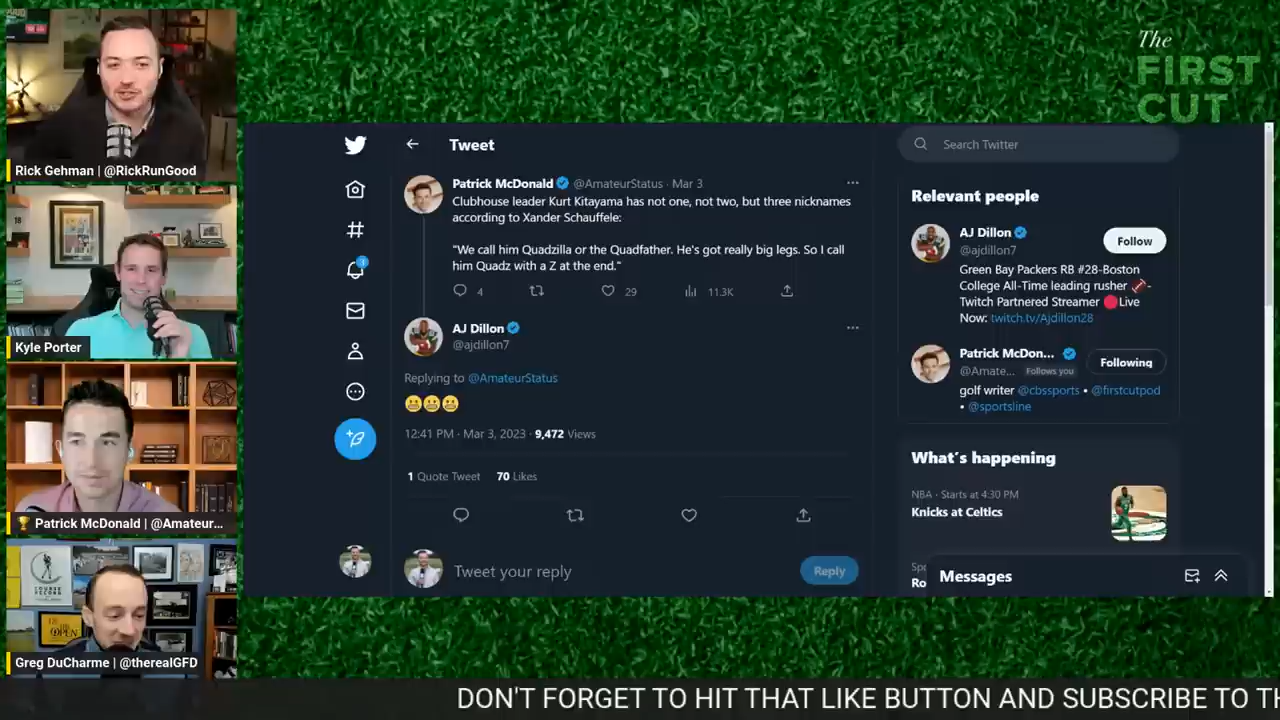 The
FIRST
CUT
Rick Gehman | @RickRunGood
Kyle Porter
Patrick McDonald | @Amateur...
Greg DuCharme | @therealGFD
COURSE
RECORD
THE
OPEN
Tweet
Patrick McDonald @AmateurStatus · Mar 3
Clubhouse leader Kurt Kitayama has not one, not two, but three nicknames
according to Xander Schauffele:
"We call him Quadzilla or the Quadfather. He's got really big legs. So I call
him Quadz with a Z at the end."
4 29 11.3K
AJ Dillon
@ajdillon7
Replying to @AmateurStatus
😬😬😬
12:41 PM · Mar 3, 2023 · 9,472 Views
1 Quote Tweet 70 Likes
Tweet your reply
Reply
3
Search Twitter
Relevant people
AJ Dillon
@ajdillon7
Follow
Green Bay Packers RB #28-Boston
College All-Time leading rusher 🏈-
Twitch Partnered Streamer 🔴Live
Now: twitch.tv/Ajdillon28
Patrick McDon...
@Amate... Follows you
Following
golf writer @cbssports • @firstcutpod
• @sportsline
What's happening
NBA · Starts at 4:30 PM
Knicks at Celtics
Spo
Ro
Messages
DON'T FORGET TO HIT THAT LIKE BUTTON AND SUBSCRIBE TO TH